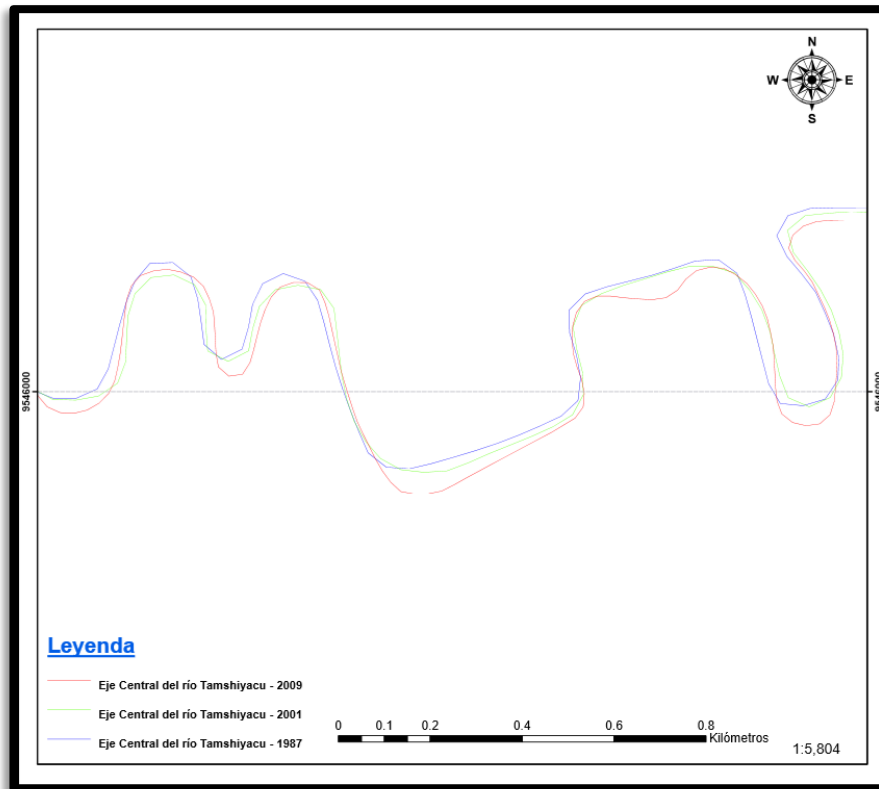 N
W E
S
9546000
9546000
Leyenda
Eje Central del río Tamshiyacu - 2009
Eje Central del río Tamshiyacu - 2001
Eje Central del río Tamshiyacu - 1987
0 0.1 0.2 0.4 0.6 0.8
Kilómetros
1:5,804